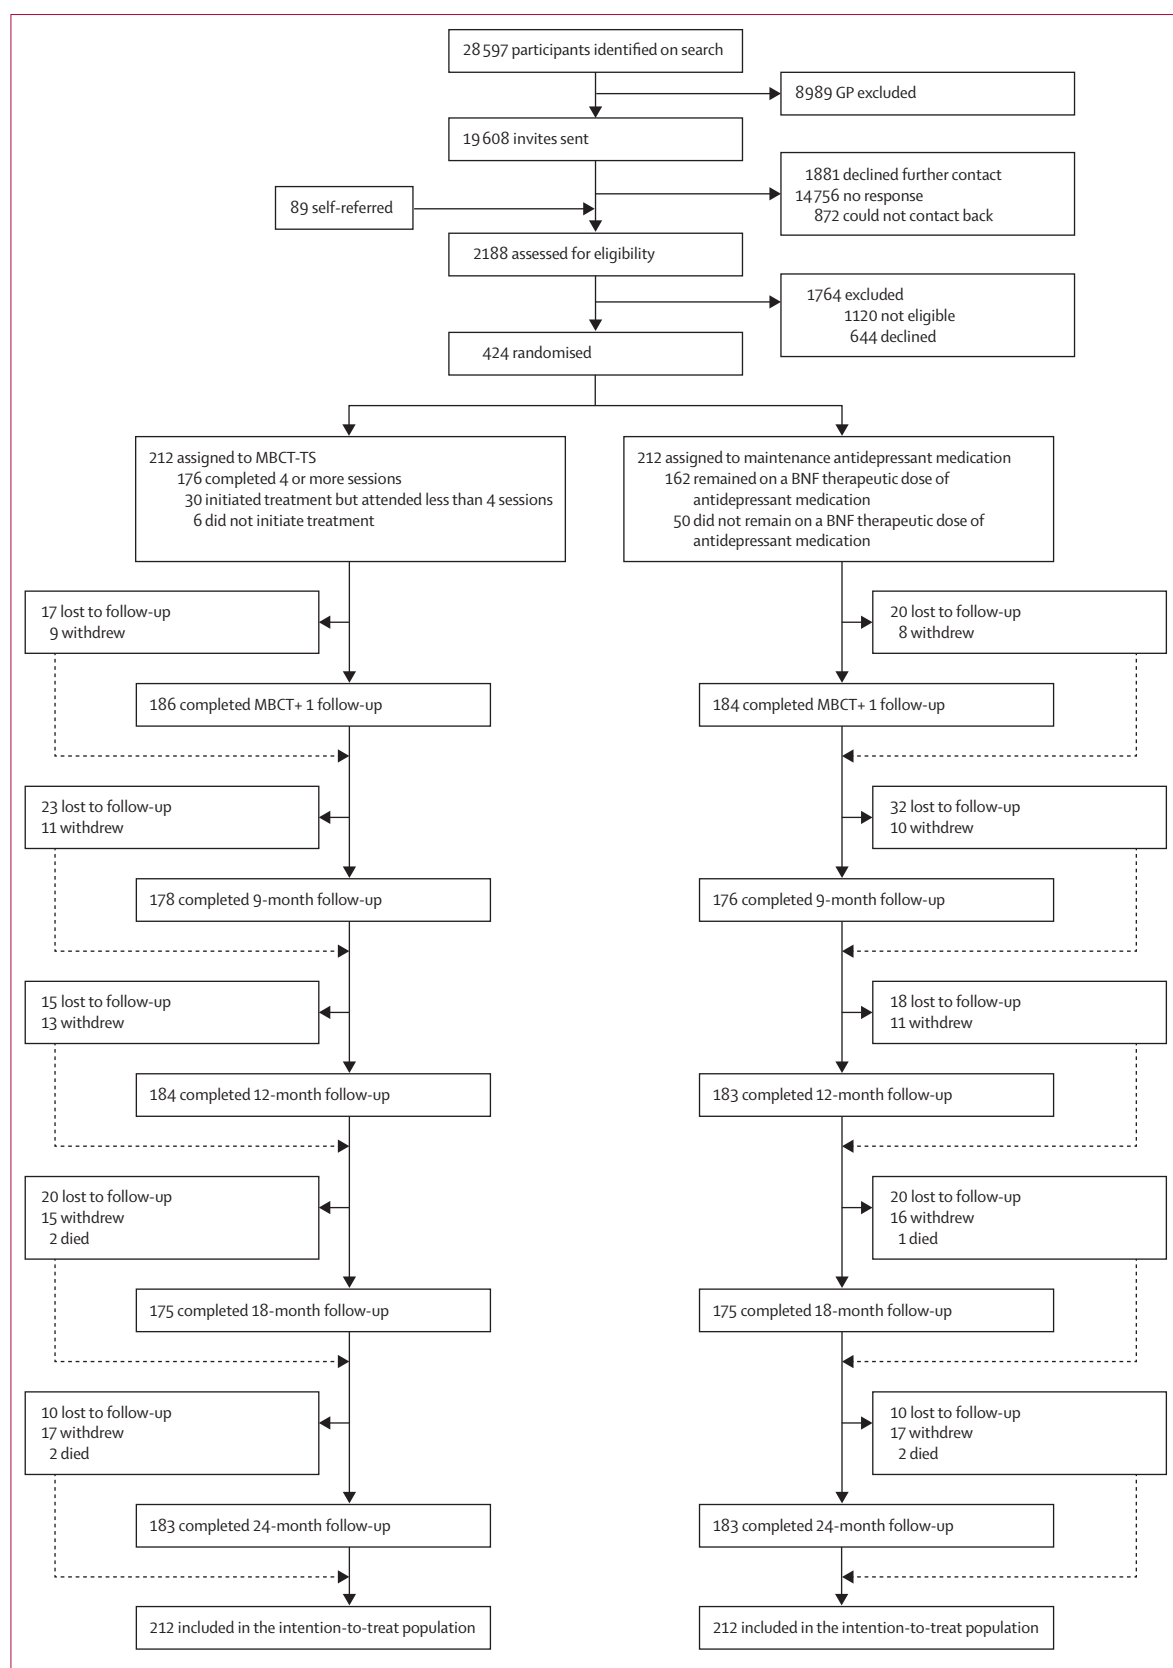 28 597 participants identified on search
8989 GP excluded
19 608 invites sent
1881 declined further contact
14 756 no response
872 could not contact back
89 self-referred
2188 assessed for eligibility
1764 excluded
1120 not eligible
644 declined
424 randomised
212 assigned to MBCT-TS
176 completed 4 or more sessions
30 initiated treatment but attended less than 4 sessions
6 did not initiate treatment
212 assigned to maintenance antidepressant medication
162 remained on a BNF therapeutic dose of
antidepressant medication
50 did not remain on a BNF therapeutic dose of
antidepressant medication
17 lost to follow-up
9 withdrew
20 lost to follow-up
8 withdrew
186 completed MBCT+ 1 follow-up
184 completed MBCT+ 1 follow-up
23 lost to follow-up
11 withdrew
32 lost to follow-up
10 withdrew
178 completed 9-month follow-up
176 completed 9-month follow-up
15 lost to follow-up
13 withdrew
18 lost to follow-up
11 withdrew
184 completed 12-month follow-up
183 completed 12-month follow-up
20 lost to follow-up
15 withdrew
2 died
20 lost to follow-up
16 withdrew
1 died
175 completed 18-month follow-up
175 completed 18-month follow-up
10 lost to follow-up
17 withdrew
2 died
10 lost to follow-up
17 withdrew
2 died
183 completed 24-month follow-up
183 completed 24-month follow-up
212 included in the intention-to-treat population
212 included in the intention-to-treat population